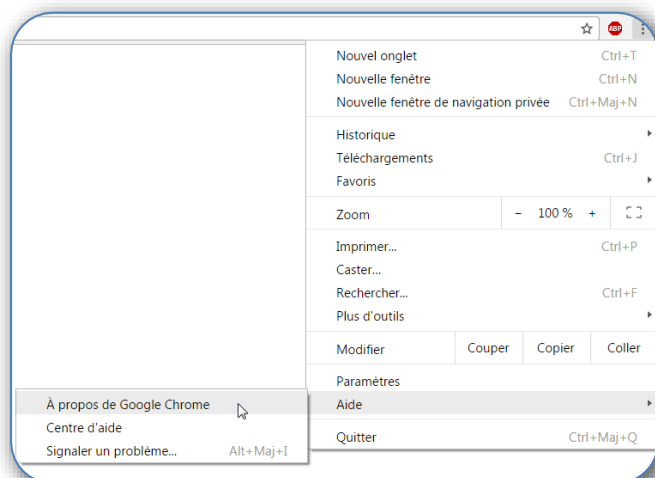 ABP
Nouvel onglet Ctrl+T
Nouvelle fenêtre Ctrl+N
Nouvelle fenêtre de navigation privée Ctrl+Maj+N
Historique
Téléchargements Ctrl+J
Favoris
Zoom - 100 % +
Imprimer... Ctrl+P
Caster...
Rechercher... Ctrl+F
Plus d'outils
Modifier Couper Copier Coller
Paramètres
Aide
Quitter Ctrl+Maj+Q
À propos de Google Chrome
Centre d'aide
Signaler un problème... Alt+Maj+I